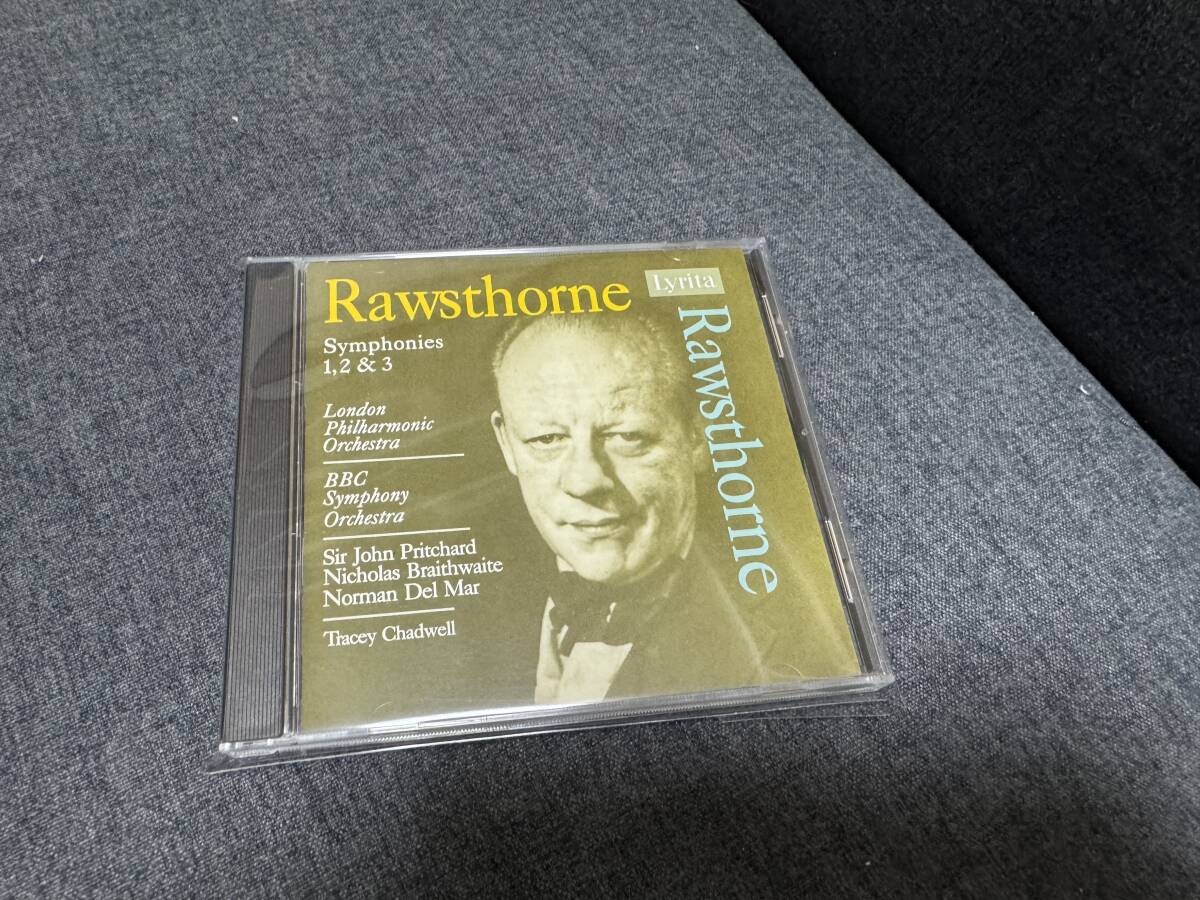 Rawsthorne
Lyrita
Symphonies
1,2 & 3
London
Philharmonic
Orchestra
BBC
Symphony
Orchestra
Sir John Pritchard
Nicholas Braithwaite
Norman Del Mar
Tracey Chadwell
Rawsthorne